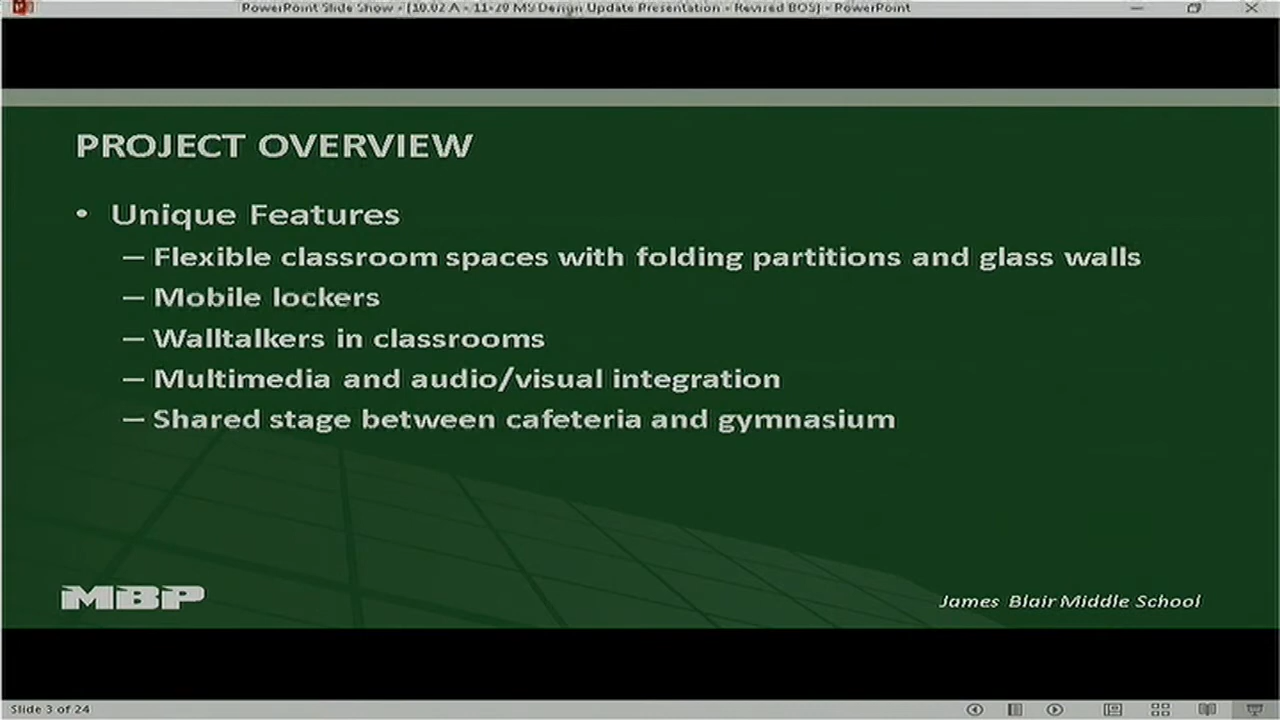 PowerPoint Slide Show - [10.02 A - 11-20 MS Design Update Presentation - Revised BOS] - PowerPoint
PROJECT OVERVIEW
• Unique Features
– Flexible classroom spaces with folding partitions and glass walls
– Mobile lockers
– Walltalkers in classrooms
– Multimedia and audio/visual integration
– Shared stage between cafeteria and gymnasium
MBP
James Blair Middle School
Slide 3 of 24